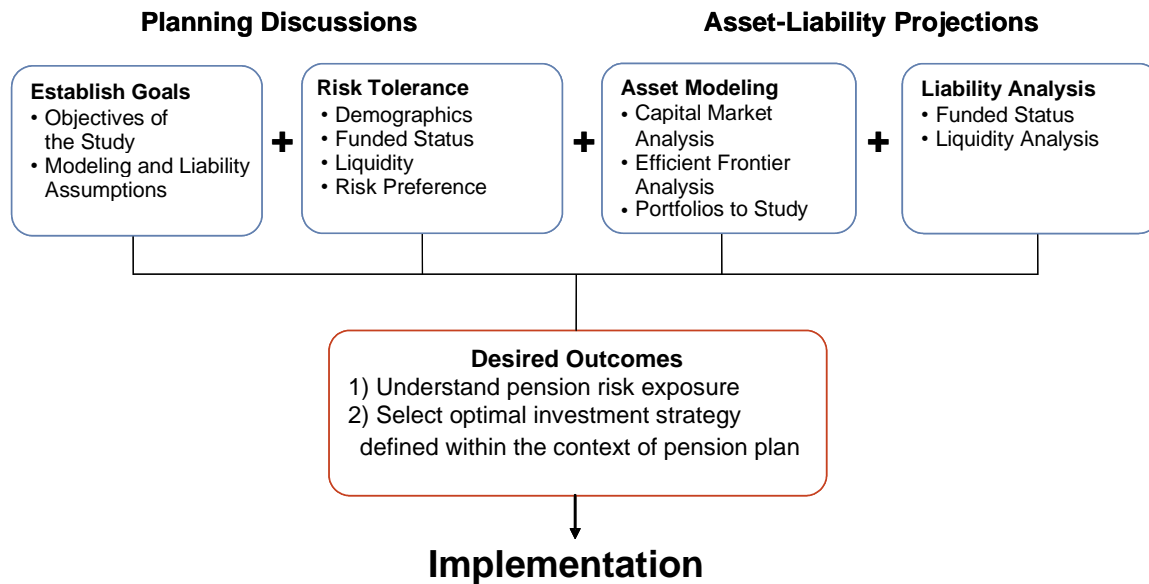 Planning Discussions
Asset-Liability Projections
Establish Goals
• Objectives of
the Study
• Modeling and Liability
Assumptions
+
Risk Tolerance
• Demographics
• Funded Status
• Liquidity
• Risk Preference
+
Asset Modeling
• Capital Market
Analysis
• Efficient Frontier
Analysis
• Portfolios to Study
+
Liability Analysis
• Funded Status
• Liquidity Analysis
Desired Outcomes
1) Understand pension risk exposure
2) Select optimal investment strategy
defined within the context of pension plan
Implementation